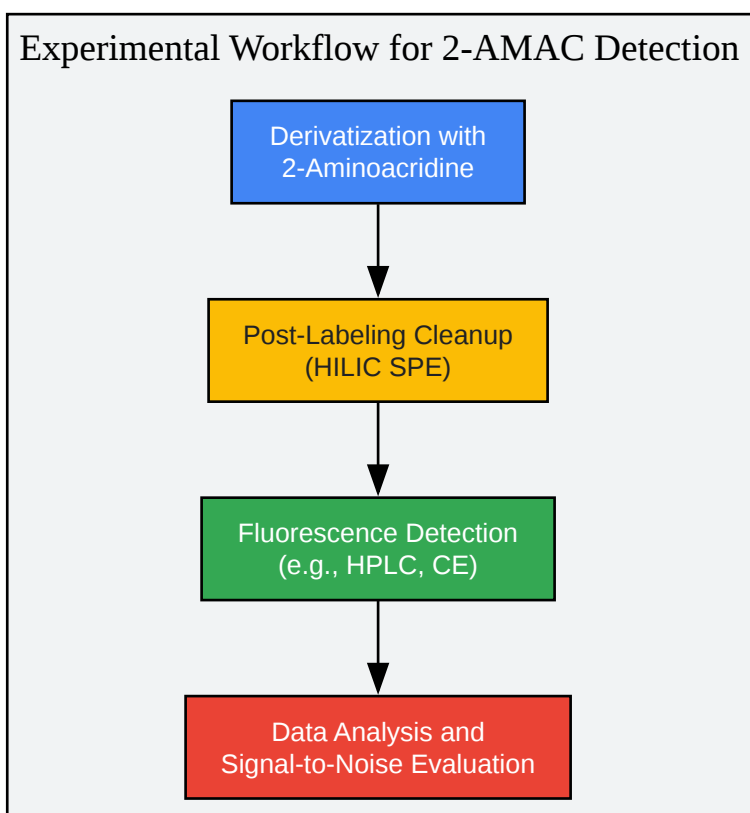 Experimental Workflow for 2-AMAC Detection
Derivatization with
2-Aminoacridine
Post-Labeling Cleanup
(HILIC SPE)
Fluorescence Detection
(e.g., HPLC, CE)
Data Analysis and
Signal-to-Noise Evaluation